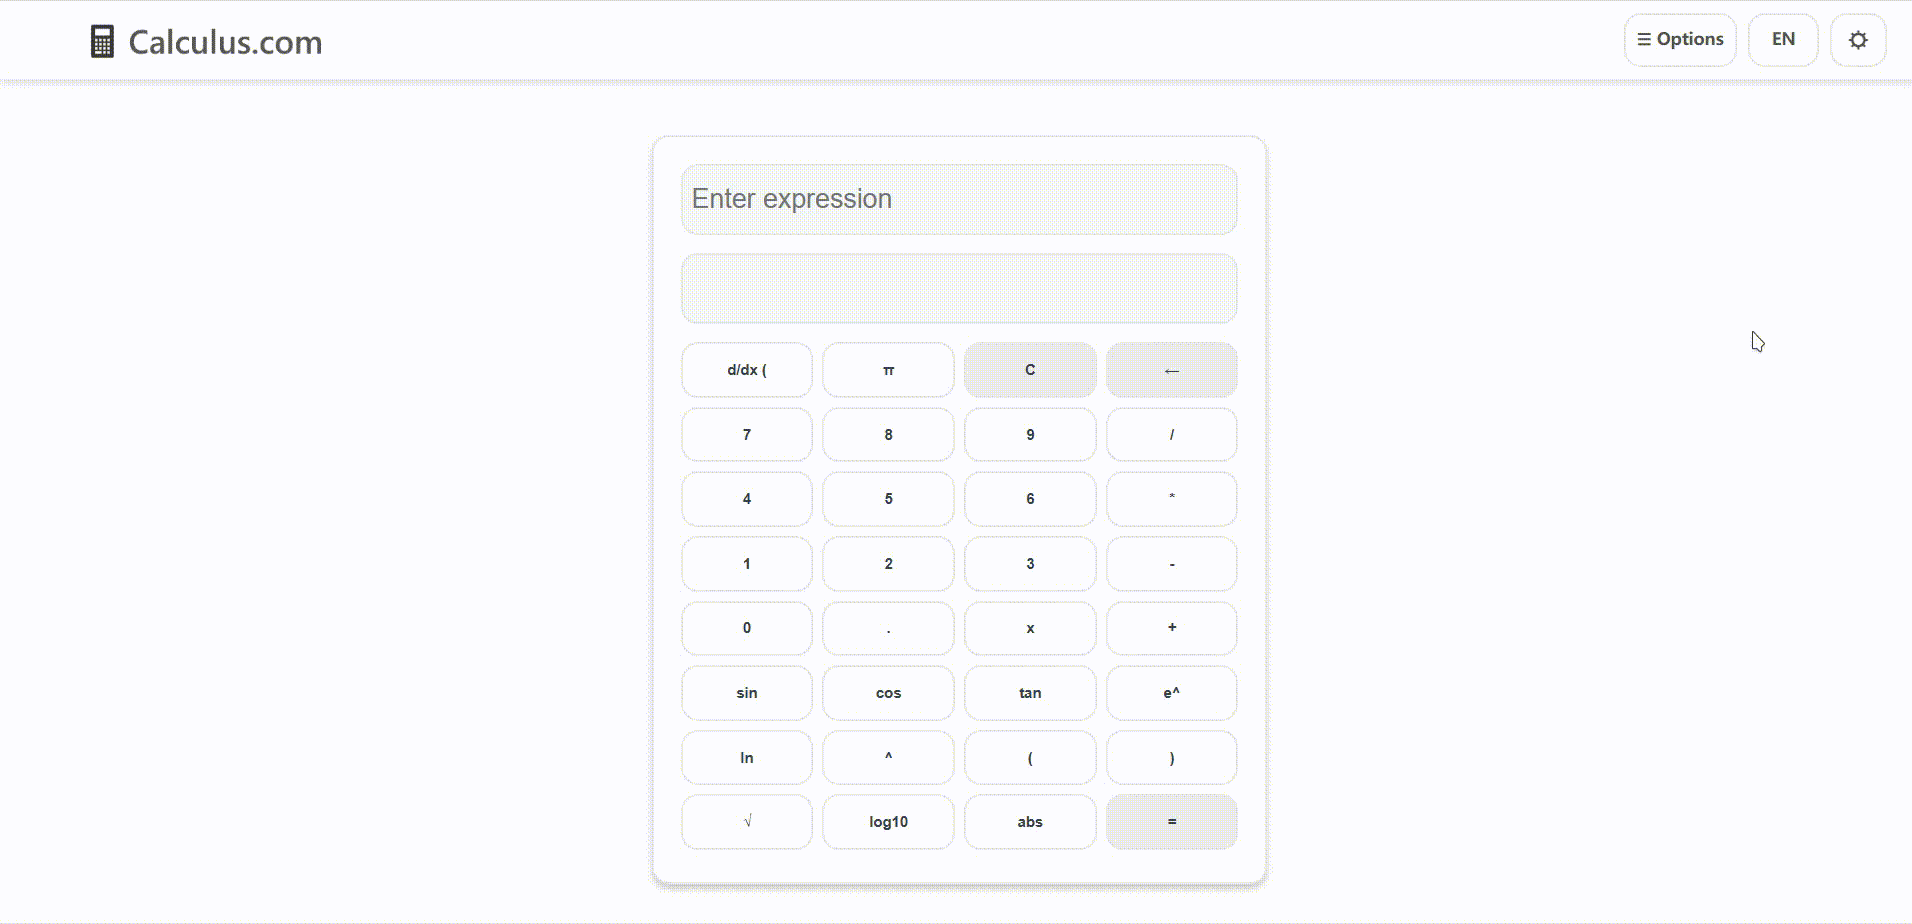 Calculus.com
☰ Options EN
Enter expression
d/dx ( π C ←
7 8 9 /
4 5 6 *
1 2 3 -
0 . x +
sin cos tan e^
ln ^ ( )
√ log10 abs =